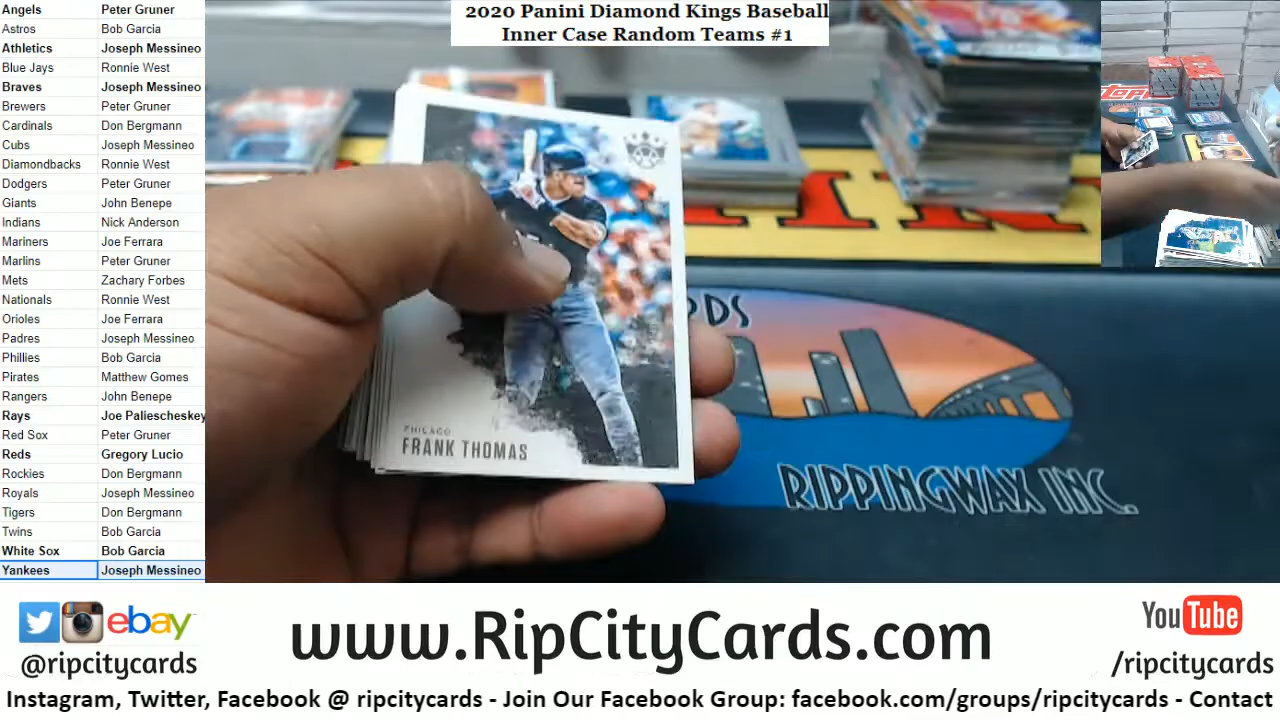 2020 Panini Diamond Kings Baseball
Inner Case Random Teams #1
Angels Peter Gruner
Astros Bob Garcia
Athletics Joseph Messineo
Blue Jays Ronnie West
Braves Joseph Messineo
Brewers Peter Gruner
Cardinals Don Bergmann
Cubs Joseph Messineo
Diamondbacks Ronnie West
Dodgers Peter Gruner
Giants John Benepe
Indians Nick Anderson
Mariners Joe Ferrara
Marlins Peter Gruner
Mets Zachary Forbes
Nationals Ronnie West
Orioles Joe Ferrara
Padres Joseph Messineo
Phillies Bob Garcia
Pirates Matthew Gomes
Rangers John Benepe
Rays Joe Paliescheskey
Red Sox Peter Gruner
Reds Gregory Lucio
Rockies Don Bergmann
Royals Joseph Messineo
Tigers Don Bergmann
Twins Bob Garcia
White Sox Bob Garcia
Yankees Joseph Messineo
FRANK THOMAS
RIPPINGWAX INC.
ebay
@ripcitycards
www.RipCityCards.com
YouTube
/ripcitycards
Instagram, Twitter, Facebook @ ripcitycards - Join Our Facebook Group: facebook.com/groups/ripcitycards - Contact